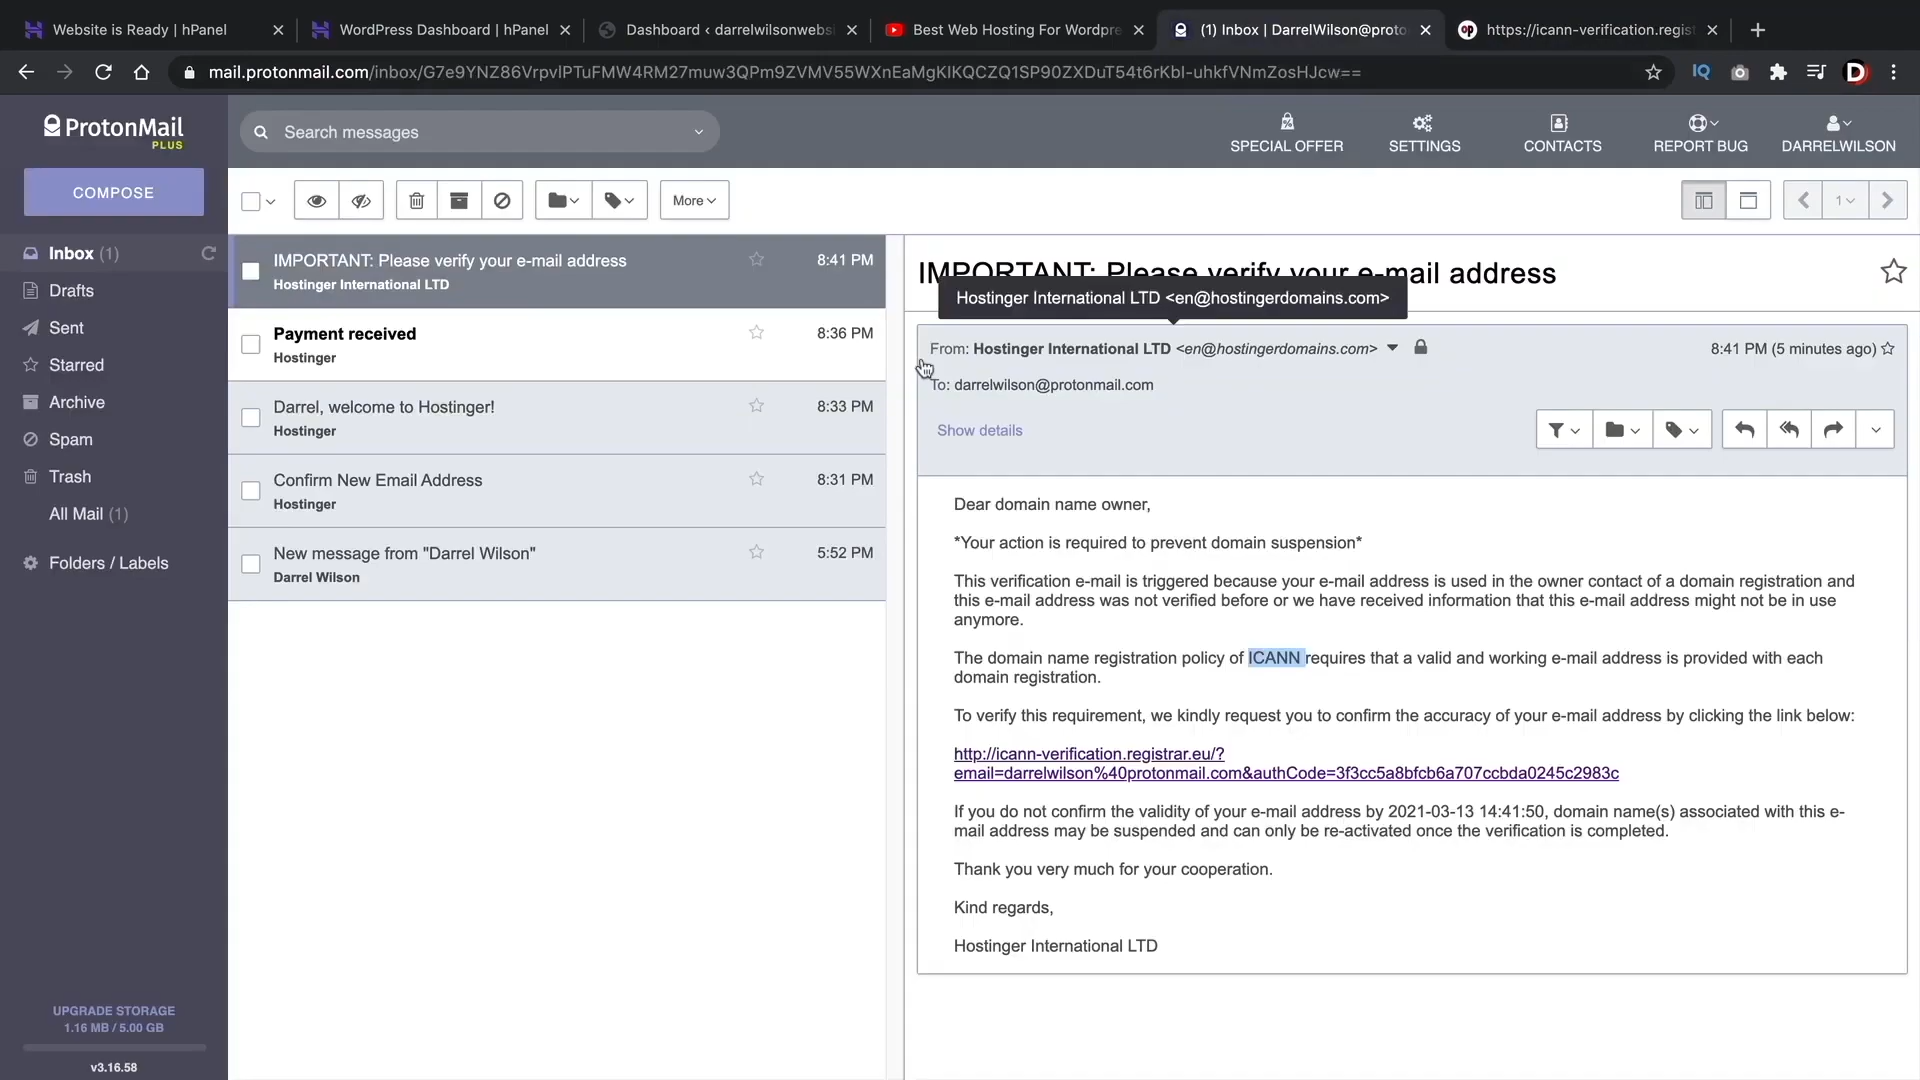 Website is Ready | hPanel
WordPress Dashboard | hPanel
Dashboard ‹ darrelwilsonwebs
Best Web Hosting For Wordpre
(1) Inbox | DarrelWilson@proto
https://icann-verification.regist
mail.protonmail.com/inbox/G7e9YNZ86VrpvlPTuFMW4RM27muw3QPm9ZVMV55WXnEaMgKlKQCZQ1SP90ZXDuT54t6rKbI-uhkfVNmZosHJcw==
IQ
D
ProtonMail
PLUS
Search messages
SPECIAL OFFER
SETTINGS
CONTACTS
REPORT BUG
DARRELWILSON
COMPOSE
More
1
Inbox (1)
Drafts
Sent
Starred
Archive
Spam
Trash
All Mail (1)
Folders / Labels
UPGRADE STORAGE
1.16 MB / 5.00 GB
v3.16.58
IMPORTANT: Please verify your e-mail address
8:41 PM
Hostinger International LTD
Payment received
8:36 PM
Hostinger
Darrel, welcome to Hostinger!
8:33 PM
Hostinger
Confirm New Email Address
8:31 PM
Hostinger
New message from "Darrel Wilson"
5:52 PM
Darrel Wilson
IMPORTANT: Please verify your e-mail address
Hostinger International LTD <en@hostingerdomains.com>
From: Hostinger International LTD <en@hostingerdomains.com>
8:41 PM (5 minutes ago)
To: darrelwilson@protonmail.com
Show details
Dear domain name owner,
*Your action is required to prevent domain suspension*
This verification e-mail is triggered because your e-mail address is used in the owner contact of a domain registration and
this e-mail address was not verified before or we have received information that this e-mail address might not be in use
anymore.
The domain name registration policy of ICANN requires that a valid and working e-mail address is provided with each
domain registration.
To verify this requirement, we kindly request you to confirm the accuracy of your e-mail address by clicking the link below:
http://icann-verification.registrar.eu/?
email=darrelwilson%40protonmail.com&authCode=3f3cc5a8bfcb6a707ccbda0245c2983c
If you do not confirm the validity of your e-mail address by 2021-03-13 14:41:50, domain name(s) associated with this e-
mail address may be suspended and can only be re-activated once the verification is completed.
Thank you very much for your cooperation.
Kind regards,
Hostinger International LTD